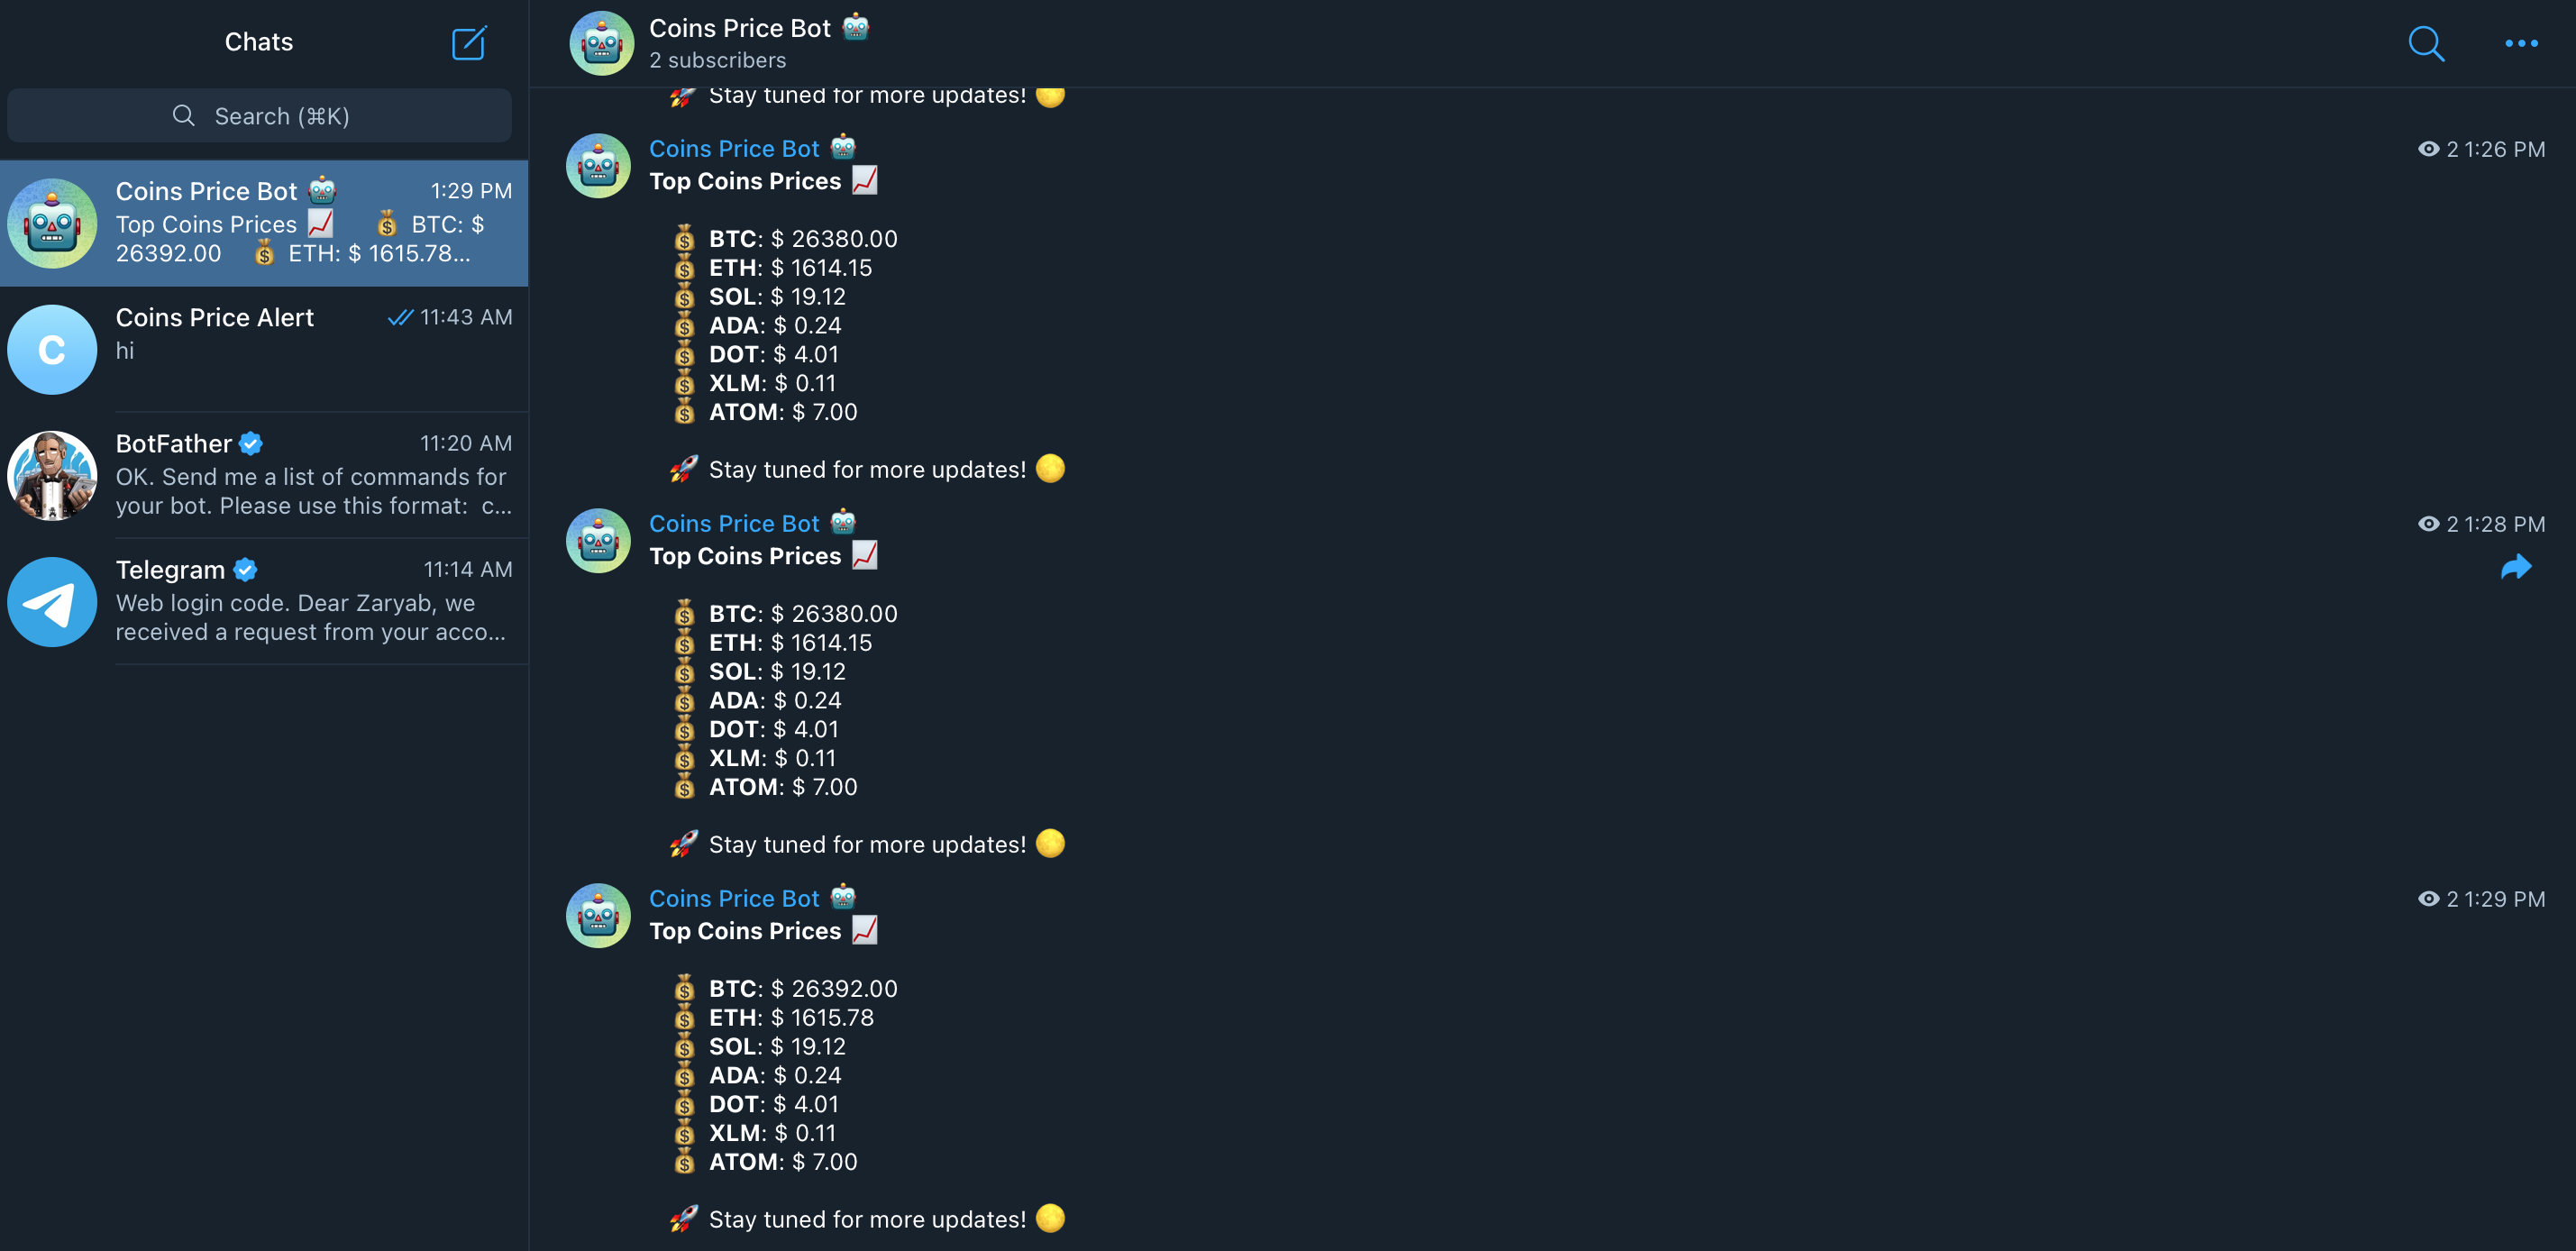 Chats
Search (⌘K)
Coins Price Bot 🤖 1:29 PM
Top Coins Prices 📈 💰 BTC: $
26392.00 💰 ETH: $ 1615.78...
Coins Price Alert 11:43 AM
C
hi
BotFather 11:20 AM
OK. Send me a list of commands for
your bot. Please use this format: c...
Telegram 11:14 AM
Web login code. Dear Zaryab, we
received a request from your acco...
Coins Price Bot 🤖
2 subscribers
🚀 Stay tuned for more updates! 🌕
Coins Price Bot 🤖 2 1:26 PM
Top Coins Prices 📈
💰 BTC: $ 26380.00
💰 ETH: $ 1614.15
💰 SOL: $ 19.12
💰 ADA: $ 0.24
💰 DOT: $ 4.01
💰 XLM: $ 0.11
💰 ATOM: $ 7.00
🚀 Stay tuned for more updates! 🌕
Coins Price Bot 🤖 2 1:28 PM
Top Coins Prices 📈
💰 BTC: $ 26380.00
💰 ETH: $ 1614.15
💰 SOL: $ 19.12
💰 ADA: $ 0.24
💰 DOT: $ 4.01
💰 XLM: $ 0.11
💰 ATOM: $ 7.00
🚀 Stay tuned for more updates! 🌕
Coins Price Bot 🤖 2 1:29 PM
Top Coins Prices 📈
💰 BTC: $ 26392.00
💰 ETH: $ 1615.78
💰 SOL: $ 19.12
💰 ADA: $ 0.24
💰 DOT: $ 4.01
💰 XLM: $ 0.11
💰 ATOM: $ 7.00
🚀 Stay tuned for more updates! 🌕